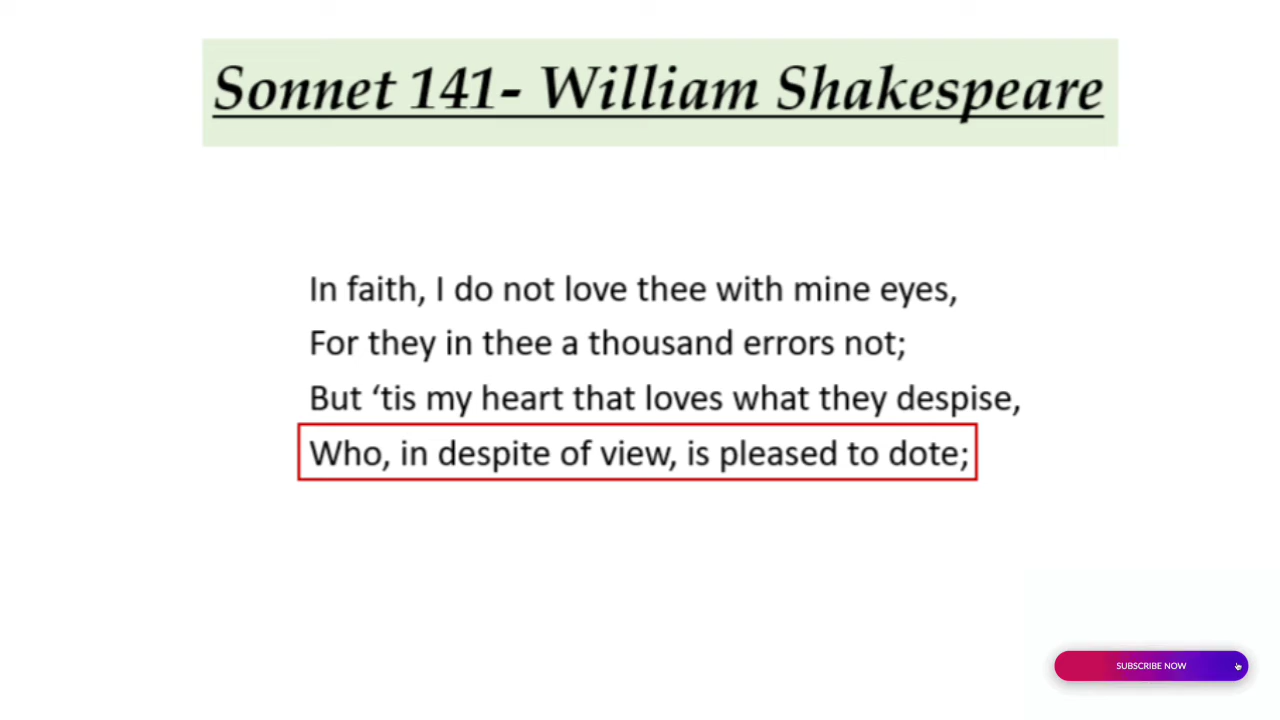 Sonnet 141- William Shakespeare
In faith, I do not love thee with mine eyes,
For they in thee a thousand errors not;
But ‘tis my heart that loves what they despise,
Who, in despite of view, is pleased to dote;
SUBSCRIBE NOW